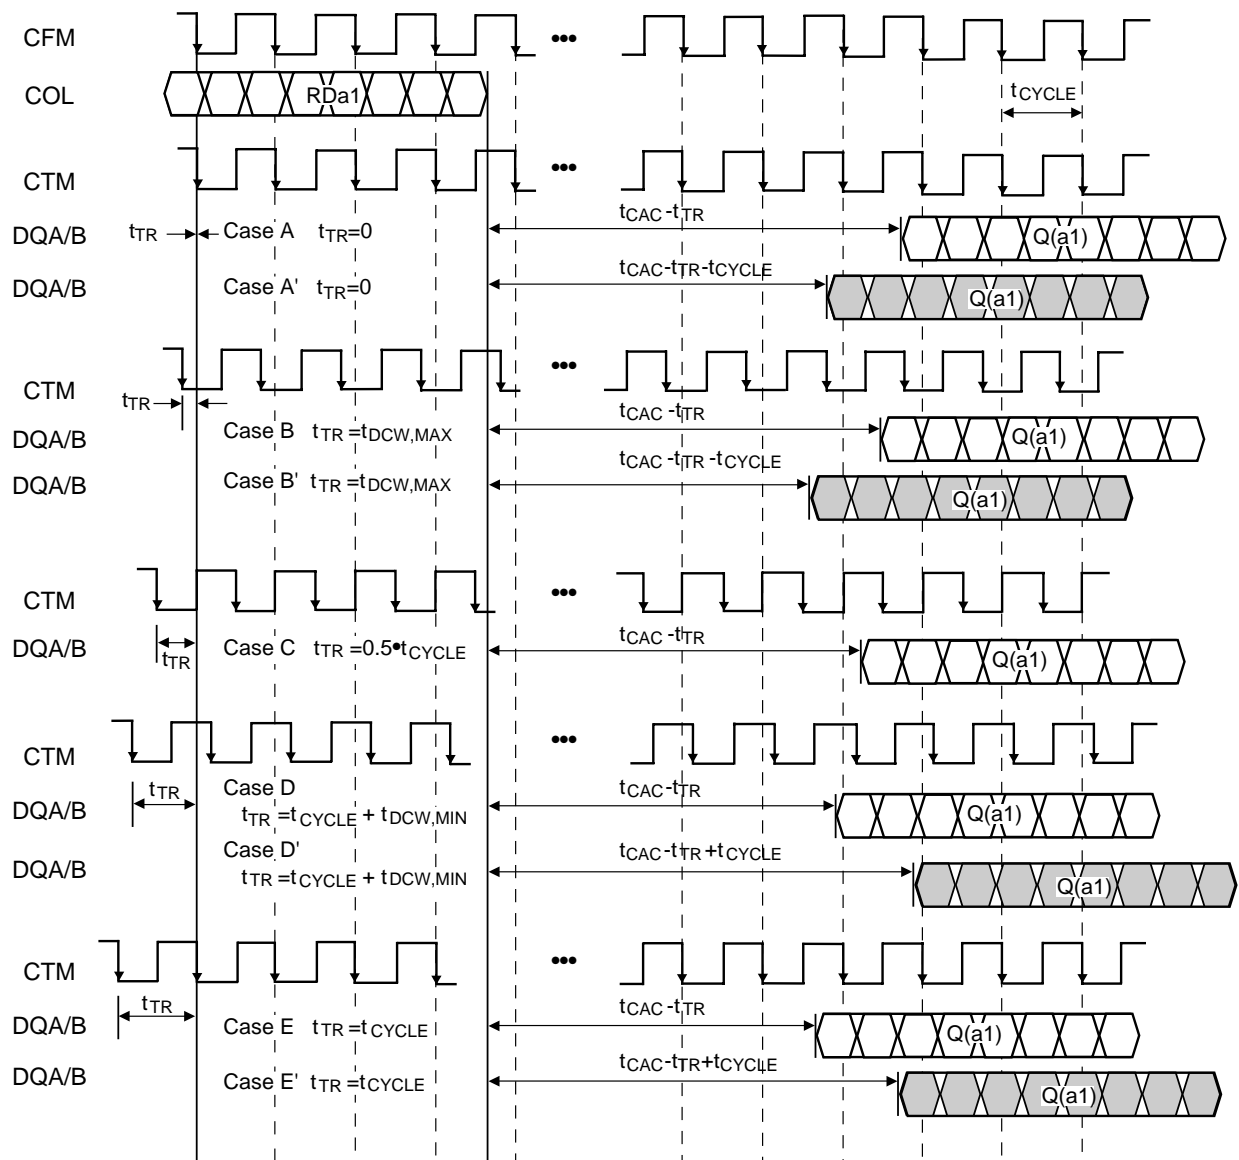 CFM
•••
COL
RDa1
tCYCLE
CTM
•••
tCAC -tTR
DQA/B
tTR
Case A tTR=0
Q(a1)
tCAC-tTR-tCYCLE
DQA/B
Case A' tTR=0
Q(a1)
CTM
•••
tTR
tCAC -tTR
DQA/B
Case B tTR =tDCW,MAX
Q(a1)
tCAC -tTR -tCYCLE
DQA/B
Case B' tTR =tDCW,MAX
Q(a1)
CTM
•••
tCAC -tTR
DQA/B
tTR
Case C tTR =0.5•tCYCLE
Q(a1)
CTM
•••
tTR
Case D
tCAC-tTR
DQA/B
tTR=tCYCLE + tDCW,MIN
Q(a1)
Case D'
tCAC -tTR +tCYCLE
DQA/B
tTR=tCYCLE + tDCW,MIN
Q(a1)
CTM
•••
tTR
tCAC -tTR
DQA/B
Case E tTR =tCYCLE
Q(a1)
tCAC-tTR+tCYCLE
DQA/B
Case E' tTR =tCYCLE
Q(a1)